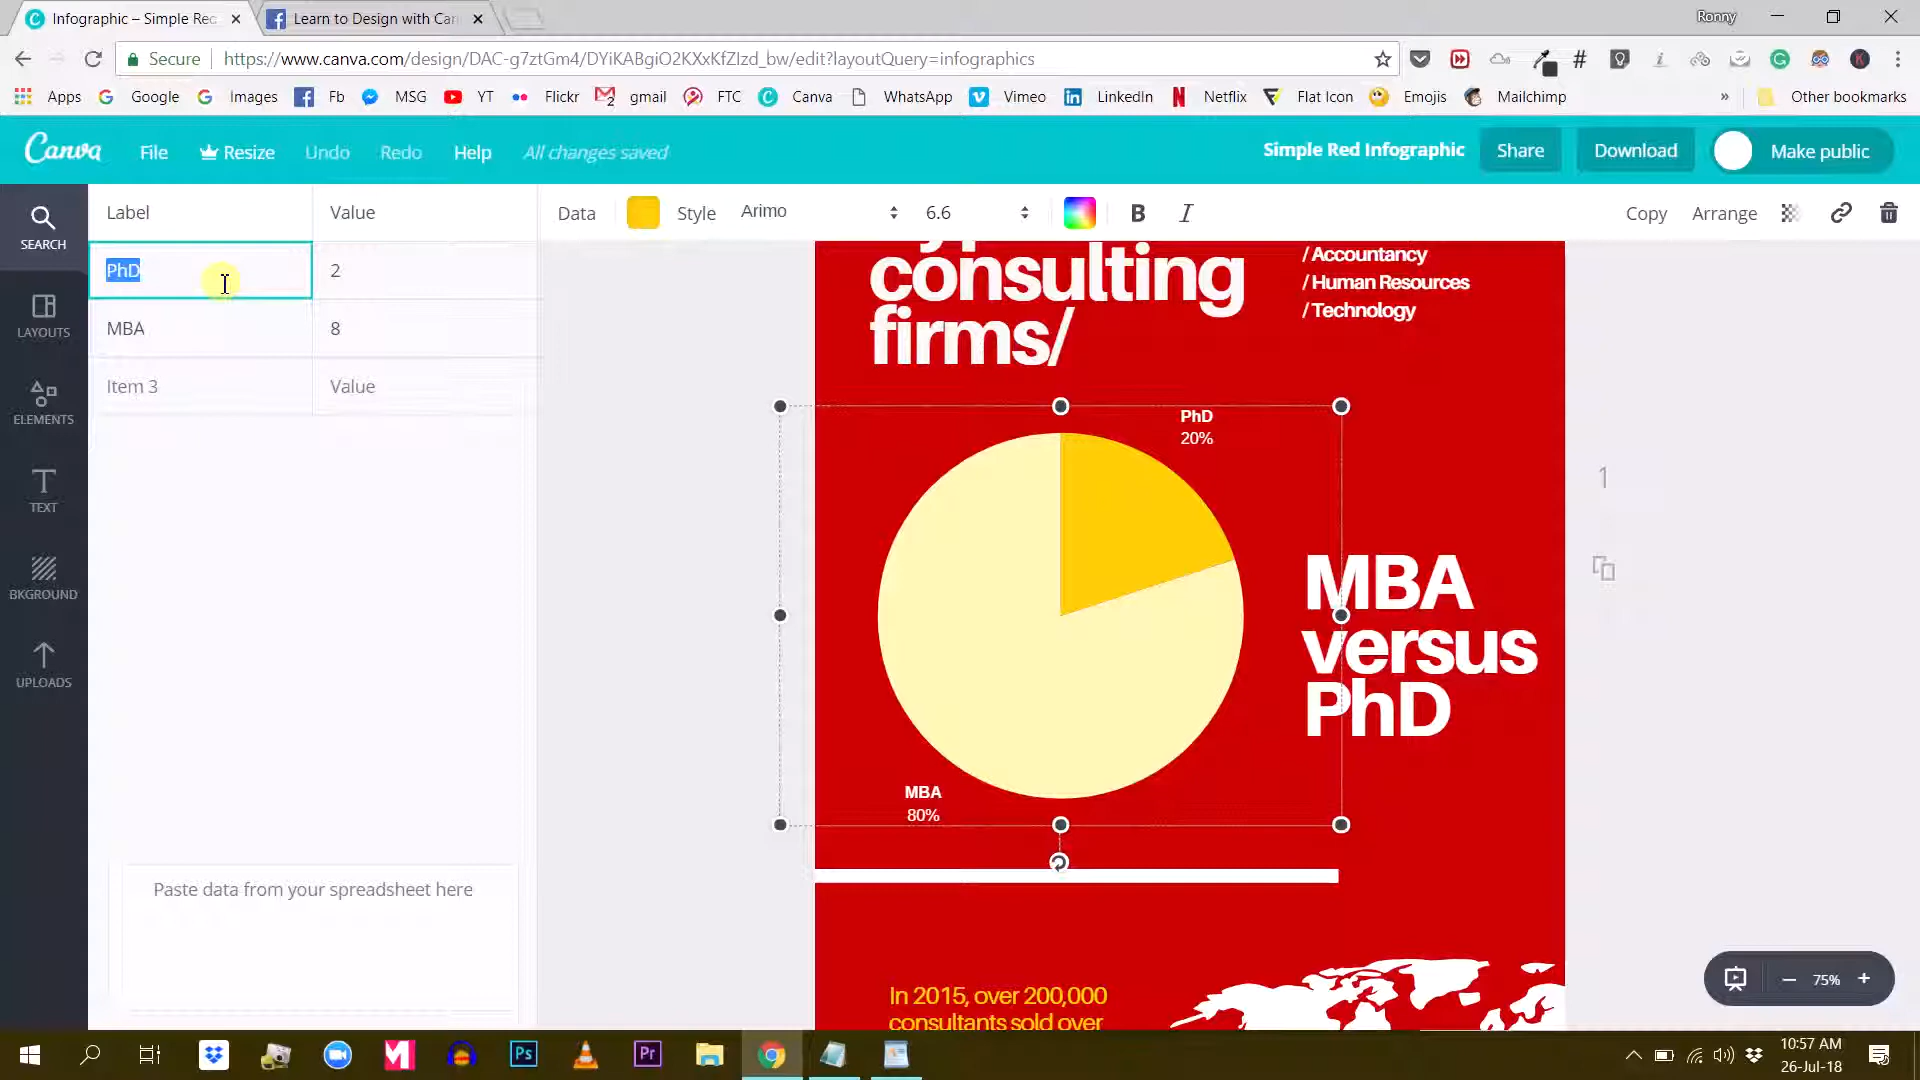 Infographic – Simple Red
Learn to Design with Can
Ronny
Secure
https://www.canva.com/design/DAC-g7ztGm4/DYiKABgiO2KXxKfZlzd_bw/edit?layoutQuery=infographics
Apps Google Images Fb MSG YT Flickr gmail FTC Canva WhatsApp Vimeo LinkedIn Netflix Flat Icon Emojis Mailchimp » Other bookmarks
Canva File Resize Undo Redo Help All changes saved Simple Red Infographic Share Download Make public
SEARCH
LAYOUTS
ELEMENTS
TEXT
BKGROUND
UPLOADS
Label Value
PhD 2
MBA 8
Item 3 Value
Paste data from your spreadsheet here
Data Style Arimo 6.6 B I Copy Arrange
consulting
firms/
/ Accountancy
/ Human Resources
/ Technology
PhD
20%
MBA
80%
MBA
versus
PhD
1
In 2015, over 200,000
consultants sold over
75%
Ps
Pr
10:57 AM
26-Jul-18